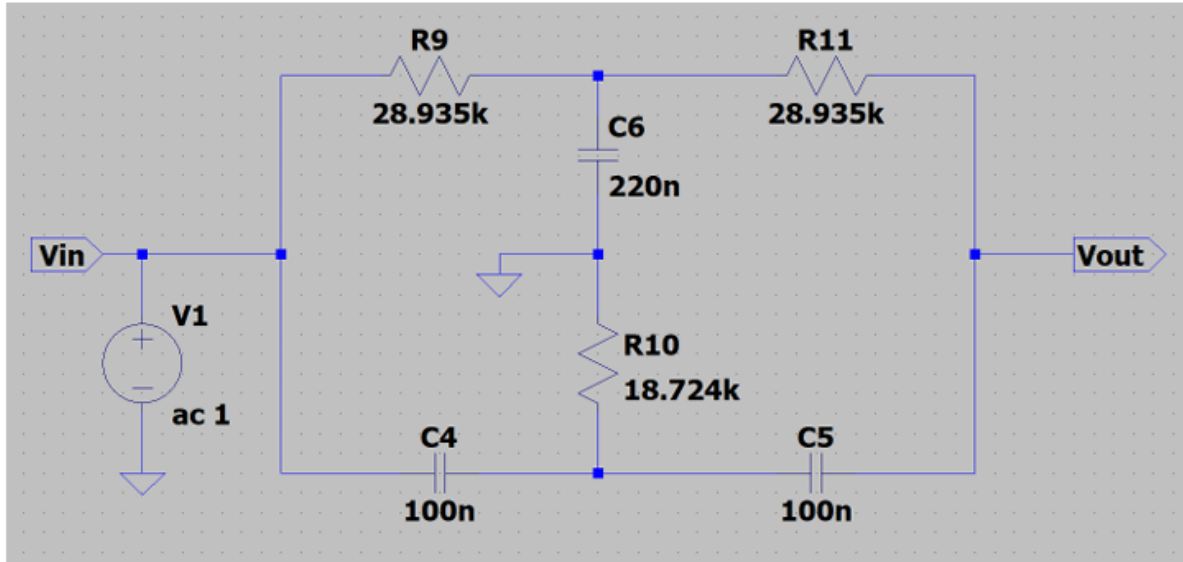 R9
28.935k
R11
28.935k
C6
220n
Vin
Vout
V1
ac 1
R10
18.724k
C4
100n
C5
100n